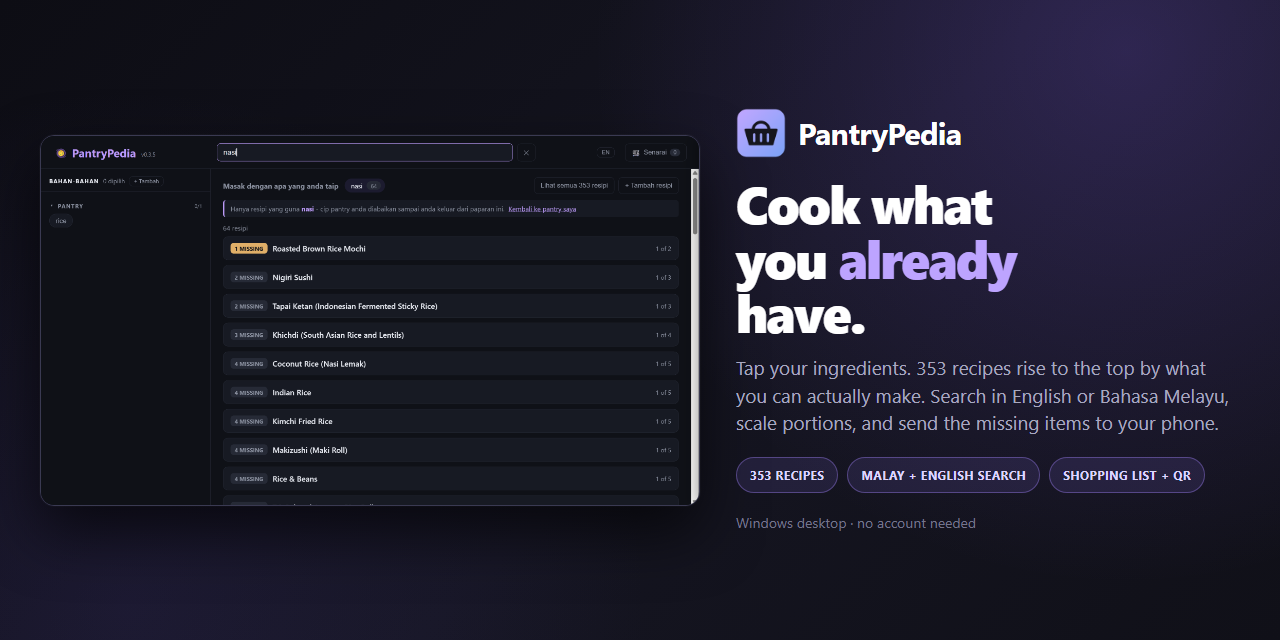 PantryPedia v0.3.5
nasi
×
EN
Senarai 0
BAHAN-BAHAN 0 dipilih + Tambah
PANTRY 2/1
rice
Masak dengan apa yang anda taip nasi 64
Lihat semua 353 resipi
+ Tambah resipi
Hanya resipi yang guna nasi – cip pantry anda diabaikan sampai anda keluar dari paparan ini. Kembali ke pantry saya
64 resipi
1 MISSING Roasted Brown Rice Mochi 1 of 2
2 MISSING Nigiri Sushi 1 of 3
2 MISSING Tapai Ketan (Indonesian Fermented Sticky Rice) 1 of 3
3 MISSING Khichdi (South Asian Rice and Lentils) 1 of 4
4 MISSING Coconut Rice (Nasi Lemak) 1 of 5
4 MISSING Indian Rice 1 of 5
4 MISSING Kimchi Fried Rice 1 of 5
4 MISSING Makizushi (Maki Roll) 1 of 5
4 MISSING Rice & Beans 1 of 5
PantryPedia
Cook what
you already
have.
Tap your ingredients. 353 recipes rise to the top by what
you can actually make. Search in English or Bahasa Melayu,
scale portions, and send the missing items to your phone.
353 RECIPES
MALAY + ENGLISH SEARCH
SHOPPING LIST + QR
Windows desktop · no account needed